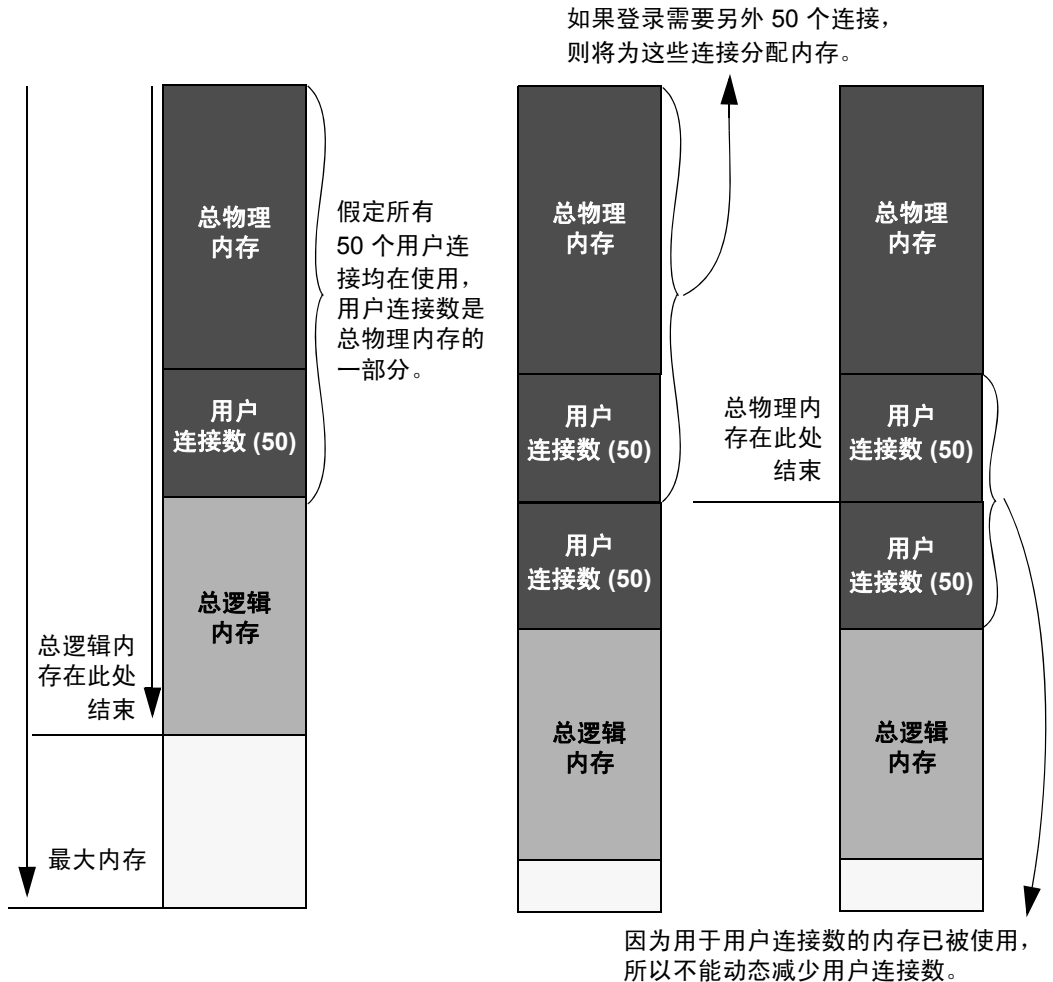 如果登录需要另外 50 个连接，
则将为这些连接分配内存。
总物理
内存
假定所有
50 个用户连
接均在使用，
用户连接数是
总物理内存的
一部分。
用户
连接数 (50)
总逻辑
内存
总逻辑内
存在此处
结束
最大内存
总物理
内存
用户
连接数 (50)
用户
连接数 (50)
总逻辑
内存
总物理内
存在此处
结束
总物理
内存
用户
连接数 (50)
用户
连接数 (50)
总逻辑
内存
因为用于用户连接数的内存已被使用，
所以不能动态减少用户连接数。